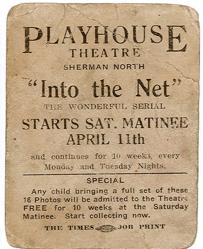 PLAYHOUSE
THEATRE
SHERMAN NORTH
"Into the Net"
THE WONDERFUL SERIAL
STARTS SAT. MATINEE
APRIL 11th
and continues for 10 weeks, every
Monday and Tuesday Nights.
SPECIAL
Any child bringing a full set of these
16 Photos will be admitted to the Theatre
FREE for 10 weeks at the Saturday
Matinee. Start collecting now.
THE TIMES JOB PRINT